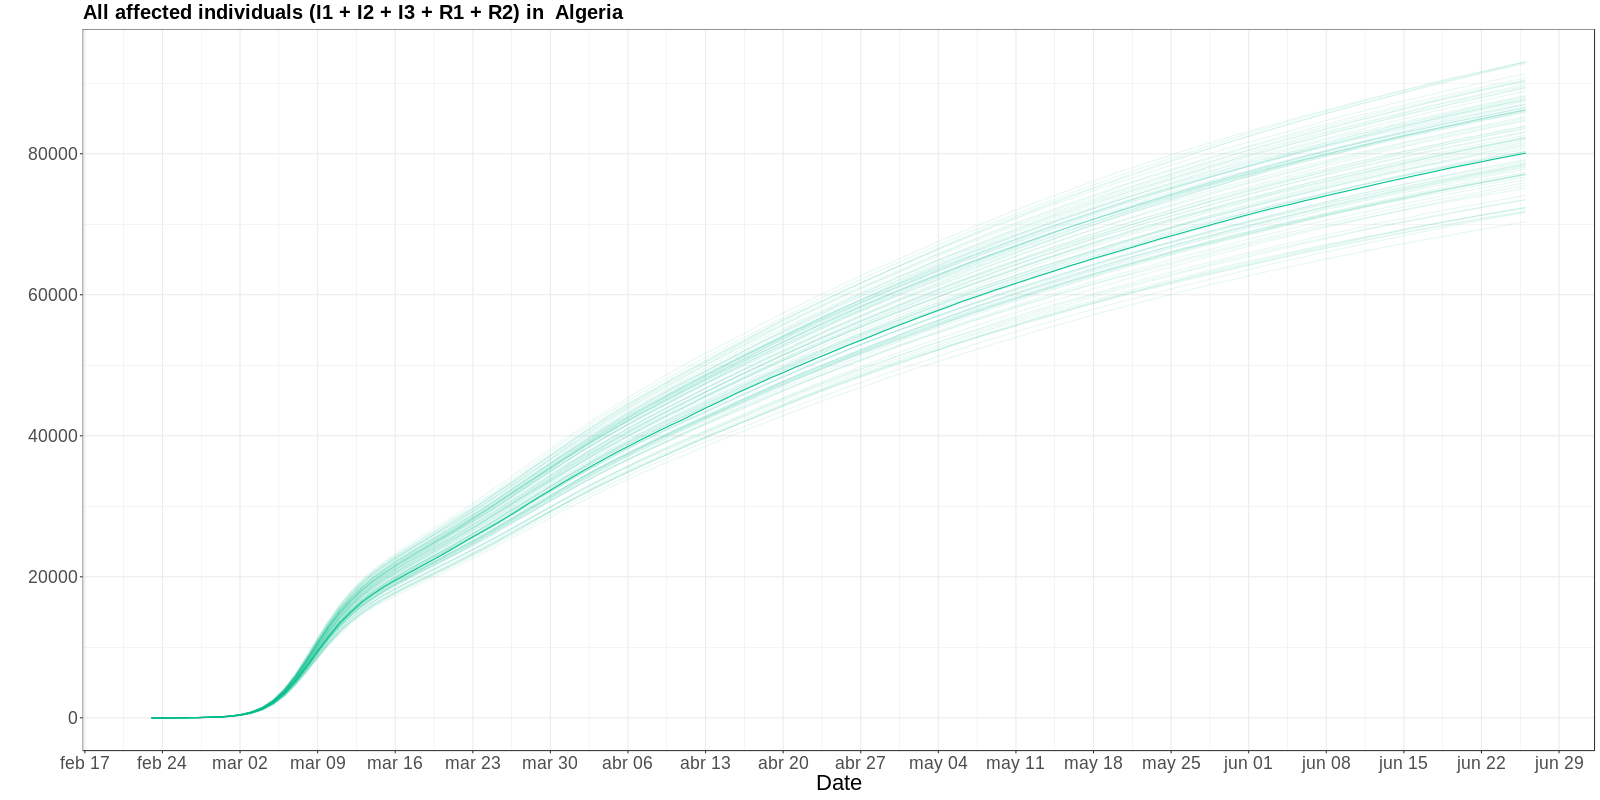 All affected individuals (I1 + I2 + I3 + R1 + R2) in  Algeria
80000
60000
40000
20000
0
feb 17 feb 24 mar 02 mar 09 mar 16 mar 23 mar 30 abr 06 abr 13 abr 20 abr 27 may 04 may 11 may 18 may 25 jun 01 jun 08 jun 15 jun 22 jun 29
Date